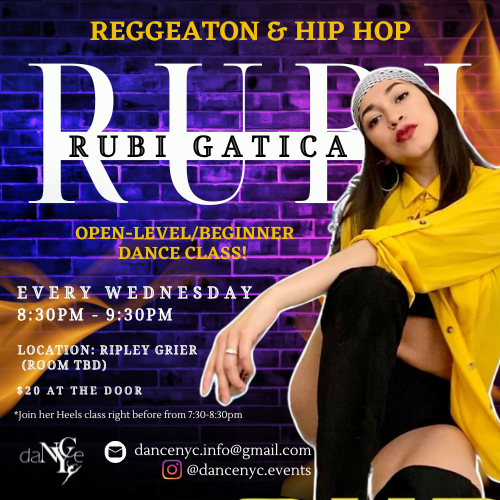 REGGEATON & HIP HOP
RUBI
RUBI GATICA
OPEN-LEVEL/BEGINNER
DANCE CLASS!
EVERY WEDNESDAY
8:30PM - 9:30PM
LOCATION: RIPLEY GRIER
(ROOM TBD)
$20 AT THE DOOR
*Join her Heels class right before from 7:30-8:30pm
daNYCe
dancenyc.info@gmail.com
@dancenyc.events